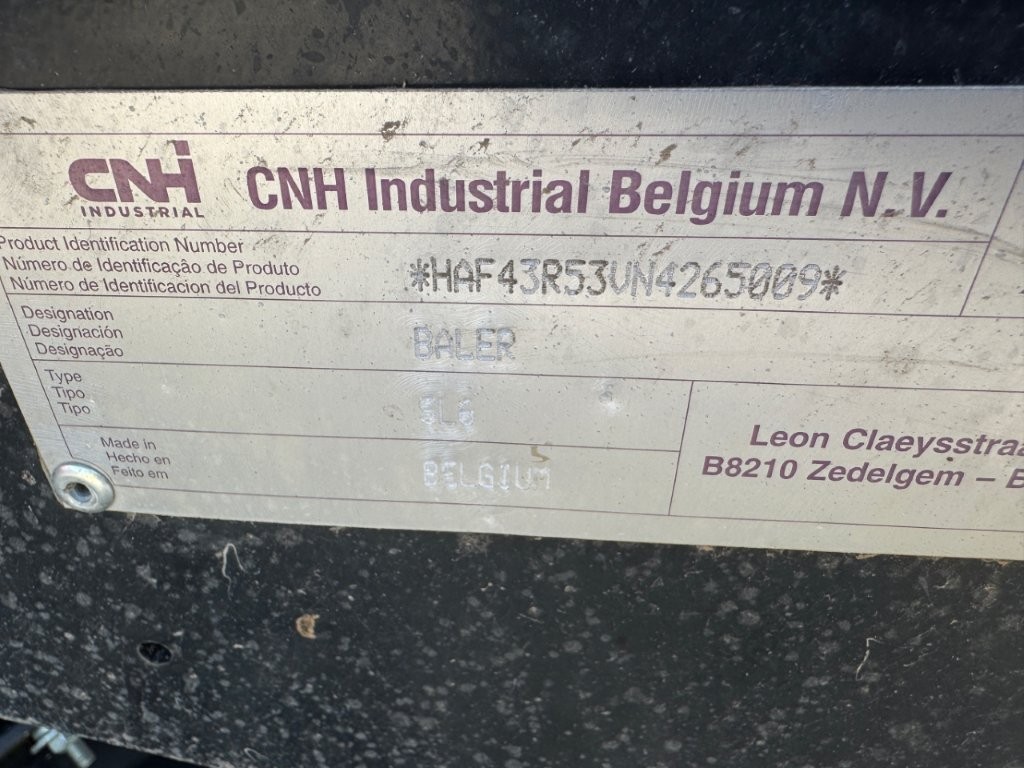 CNH
INDUSTRIAL
CNH Industrial Belgium N.V.
Product Identification Number
Número de Identificação de Produto
Número de Identificacion del Producto
*HAF43R53VN4265009*
Designation
Designación
Designação
BALER
Type
Tipo
Tipo
Made in
Hecho en
Feito em
BELGIUM
Leon Claeysstraa
B8210 Zedelgem – B